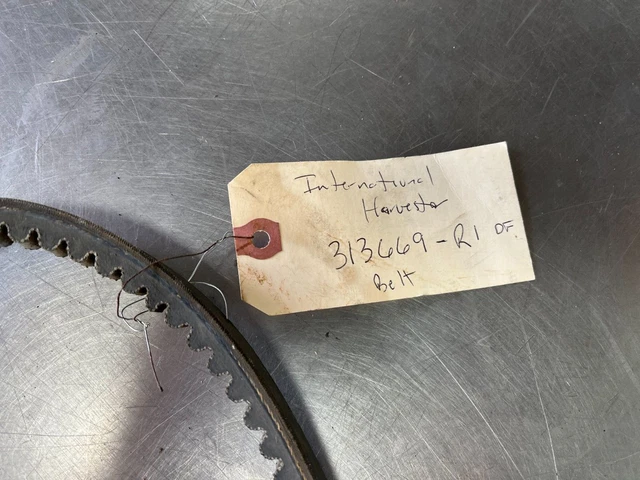 International
Harvester
313669-R1 DF.
Belt